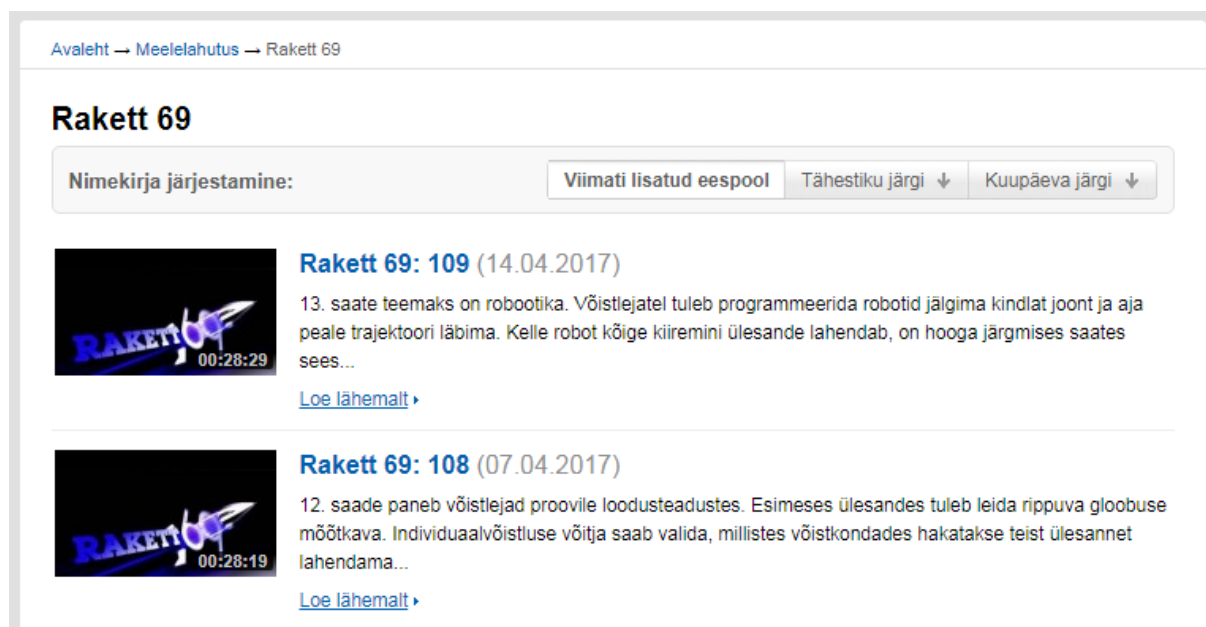 Avaleht → Meelelahutus → Rakett 69
Rakett 69
Nimekirja järjestamine:
Viimati lisatud eespool
Tähestiku järgi ↓
Kuupäeva järgi ↓
RAKETT 69
00:28:29
Rakett 69: 109 (14.04.2017)
13. saate teemaks on robootika. Võistlejatel tuleb programmeerida robotid jälgima kindlat joont ja aja
peale trajektoori läbima. Kelle robot kõige kiiremini ülesande lahendab, on hooga järgmises saates
sees...
Loe lähemalt
RAKETT 69
00:28:19
Rakett 69: 108 (07.04.2017)
12. saade paneb võistlejad proovile loodusteadustes. Esimeses ülesandes tuleb leida rippuva gloobuse
mõõtkava. Individuaalvõistluse võitja saab valida, millistes võistkondades hakatakse teist ülesannet
lahendama...
Loe lähemalt